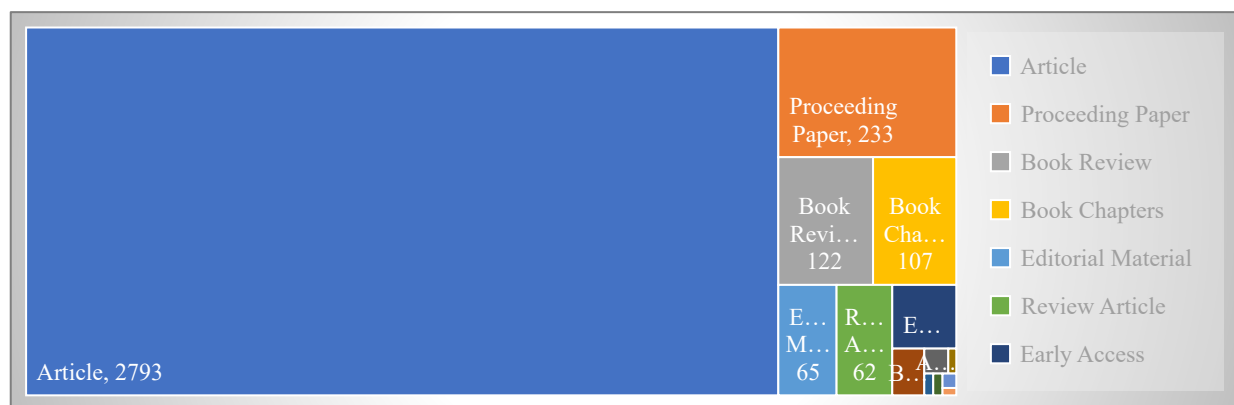 Article, 2793
Proceeding
Paper, 233
Book
Revi…
122
Book
Cha…
107
E…
M…
65
R…
A…
62
E…
B…
A…
Article
Proceeding Paper
Book Review
Book Chapters
Editorial Material
Review Article
Early Access